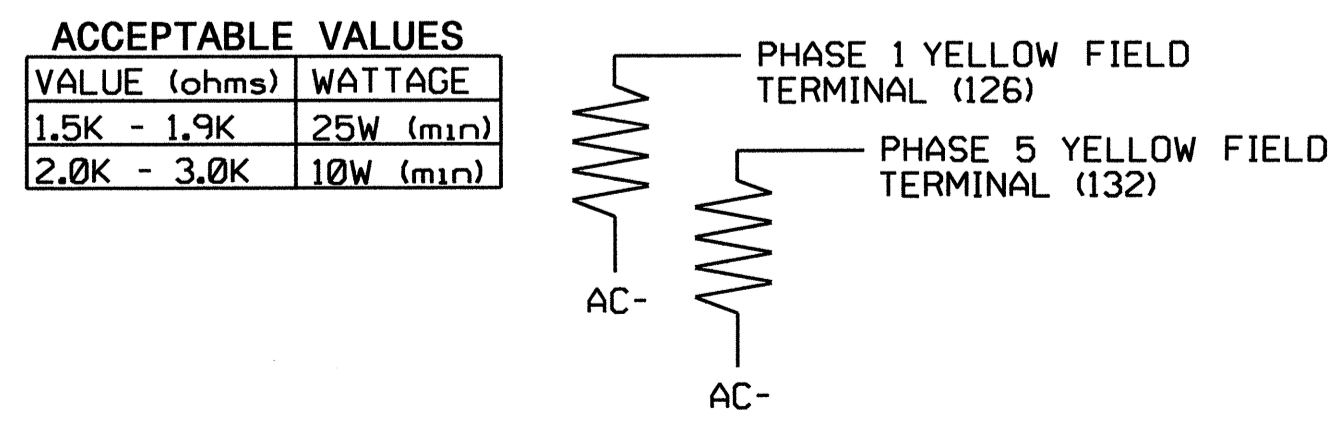 ACCEPTABLE VALUES
VALUE (ohms) WATTAGE
1.5K - 1.9K 25W (min)
2.0K - 3.0K 10W (min)
PHASE 1 YELLOW FIELD
TERMINAL (126)
PHASE 5 YELLOW FIELD
TERMINAL (132)
AC-
AC-